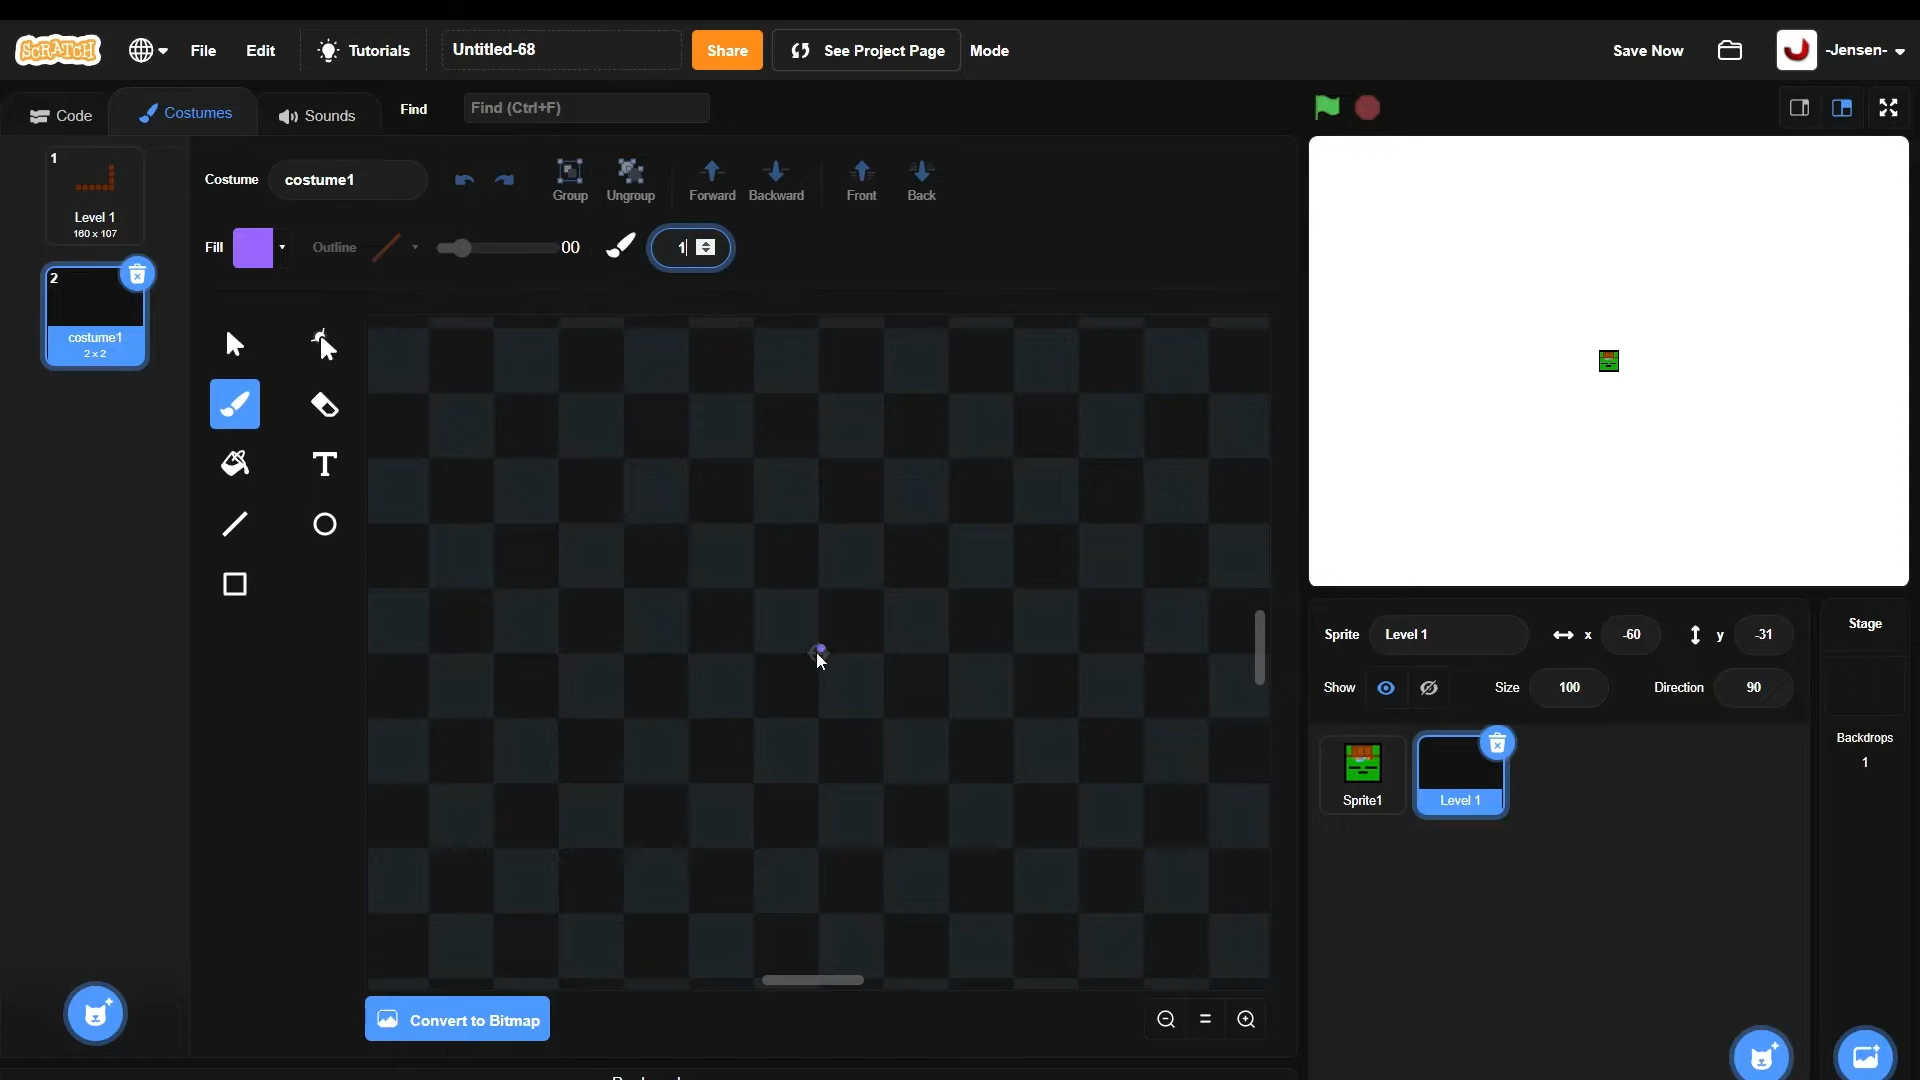 SCRATCH File Edit Tutorials Untitled-68 Share See Project Page Mode Save Now -Jensen-
Code Costumes Sounds Find Find (Ctrl+F)
1
Level 1
160 x 107
2
costume1
2 x 2
Costume costume1 Group Ungroup Forward Backward Front Back
Fill Outline 00 1
Convert to Bitmap
Sprite Level 1 x -60 y -31
Show Size 100 Direction 90
Sprite1
Level 1
Stage
Backdrops
1